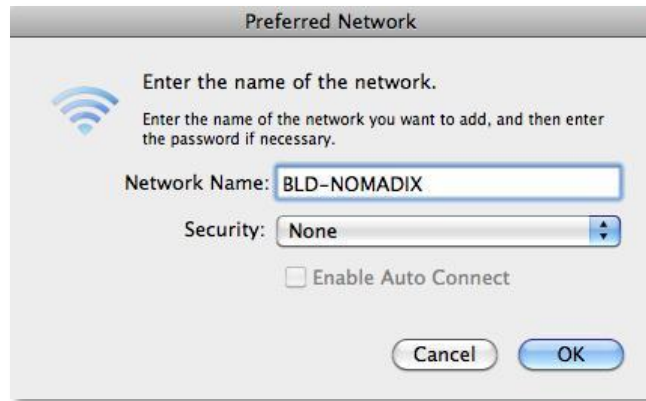 Preferred Network
Enter the name of the network.
Enter the name of the network you want to add, and then enter
the password if necessary.
Network Name: BLD-NOMADIX
Security: None
Enable Auto Connect
Cancel OK